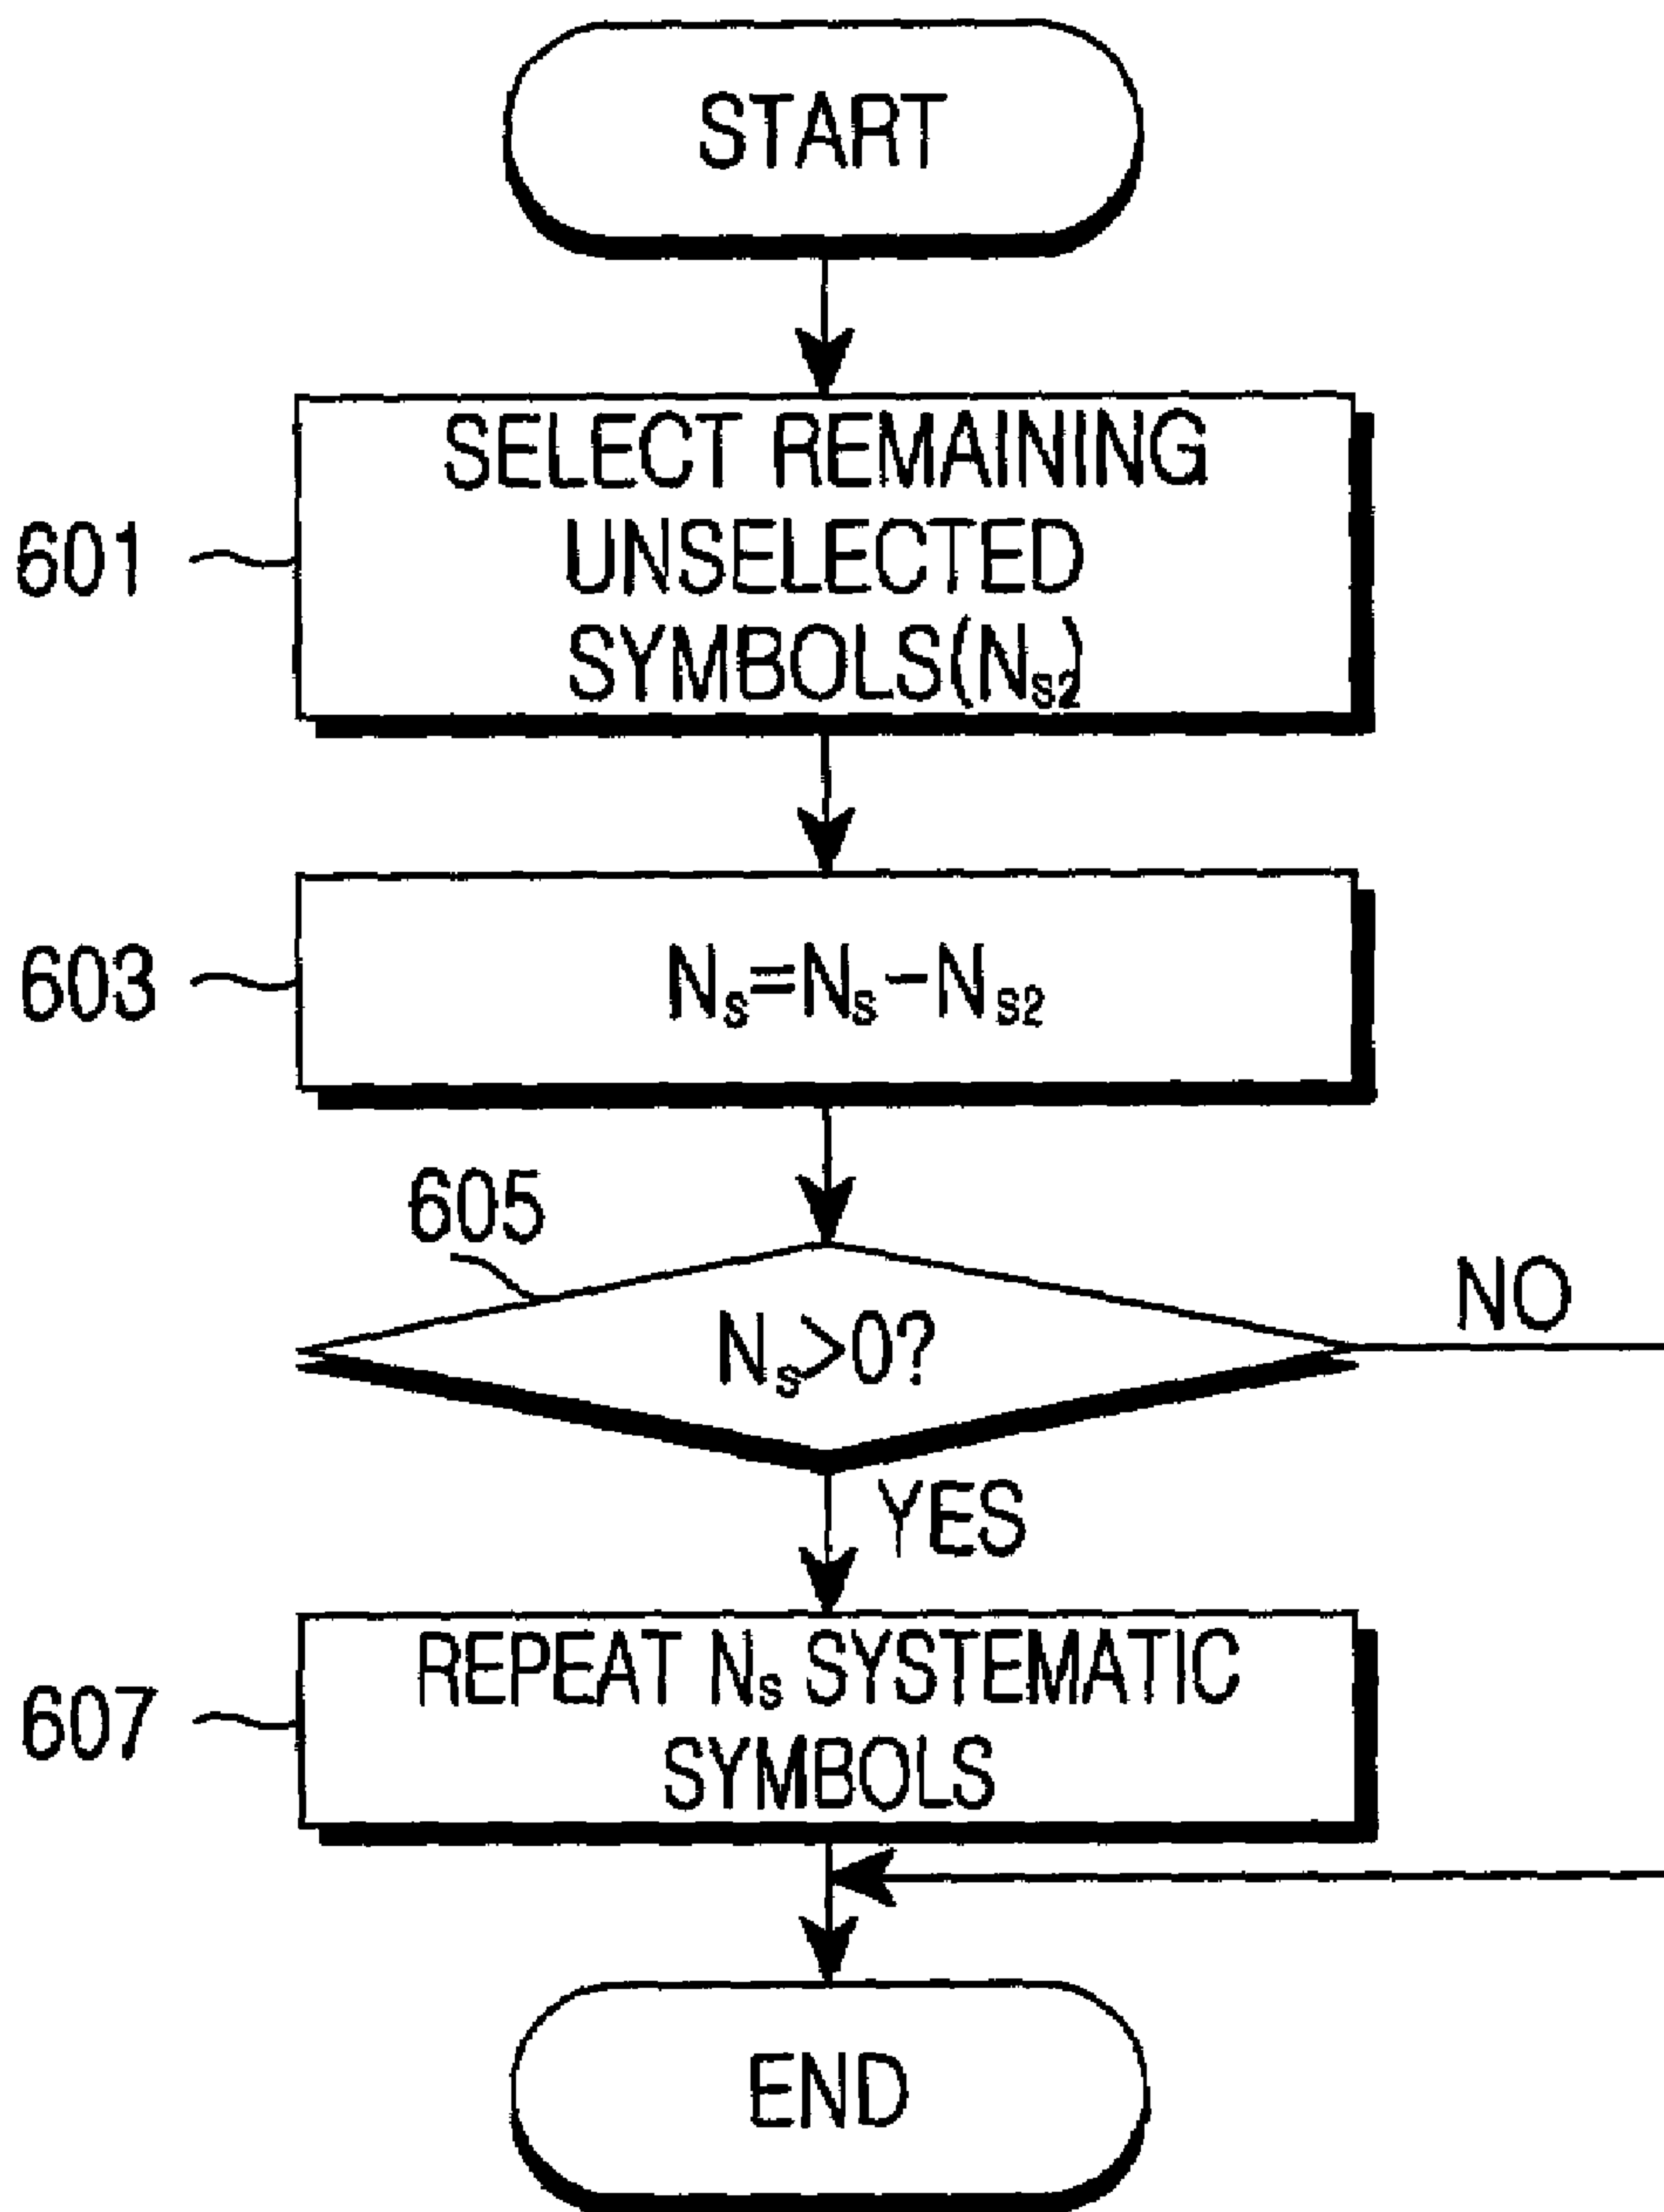 START
SELECT REMAINING
601
UNSELECTED
SYMBOLS(Ns2)
603
Ns=Ns-Ns2
605
NO
Ns>0?
YES
REPEAT Ns SYSTEMATIC
607
SYMBOLS
END